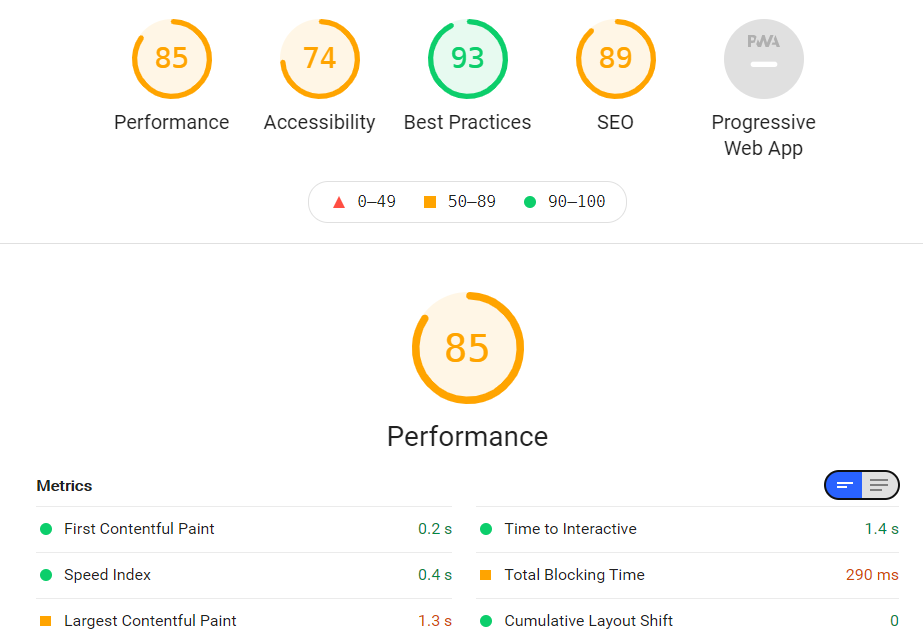 85 74 93 89 PWA
Performance Accessibility Best Practices SEO Progressive
Web App
0–49 50–89 90–100
85
Performance
Metrics
First Contentful Paint 0.2 s
Time to Interactive 1.4 s
Speed Index 0.4 s
Total Blocking Time 290 ms
Largest Contentful Paint 1.3 s
Cumulative Layout Shift 0